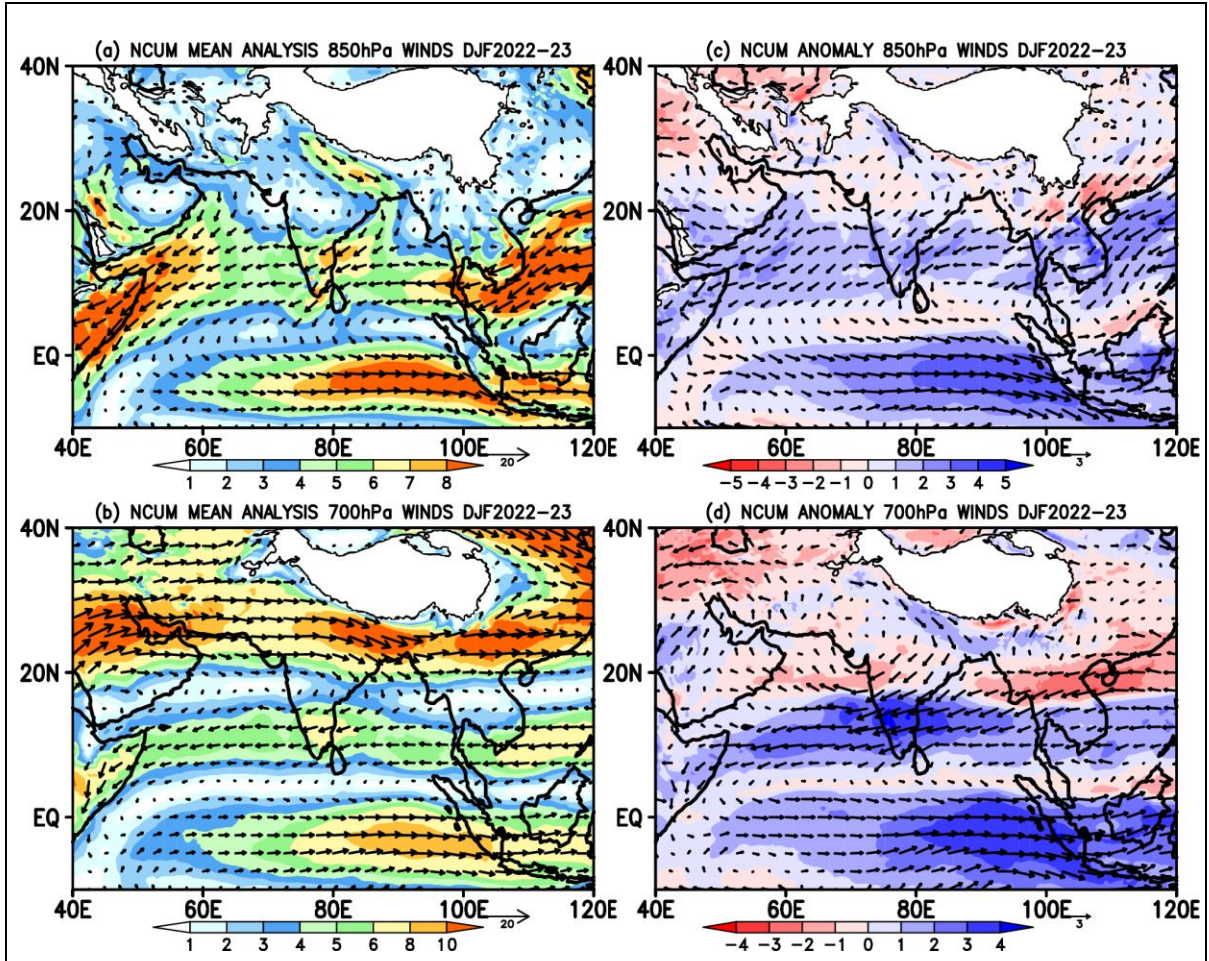 (a) NCUM MEAN ANALYSIS 850hPa WINDS DJF2022-23
40N
20N
EQ
40E 60E 80E 100E 120E
20
1 2 3 4 5 6 7 8
(c) NCUM ANOMALY 850hPa WINDS DJF2022-23
40N
20N
EQ
40E 60E 80E 100E 120E
3
-5 -4 -3 -2 -1 0 1 2 3 4 5
(b) NCUM MEAN ANALYSIS 700hPa WINDS DJF2022-23
40N
20N
EQ
40E 60E 80E 100E 120E
20
1 2 3 4 5 6 8 10
(d) NCUM ANOMALY 700hPa WINDS DJF2022-23
40N
20N
EQ
40E 60E 80E 100E 120E
3
-4 -3 -2 -1 0 1 2 3 4